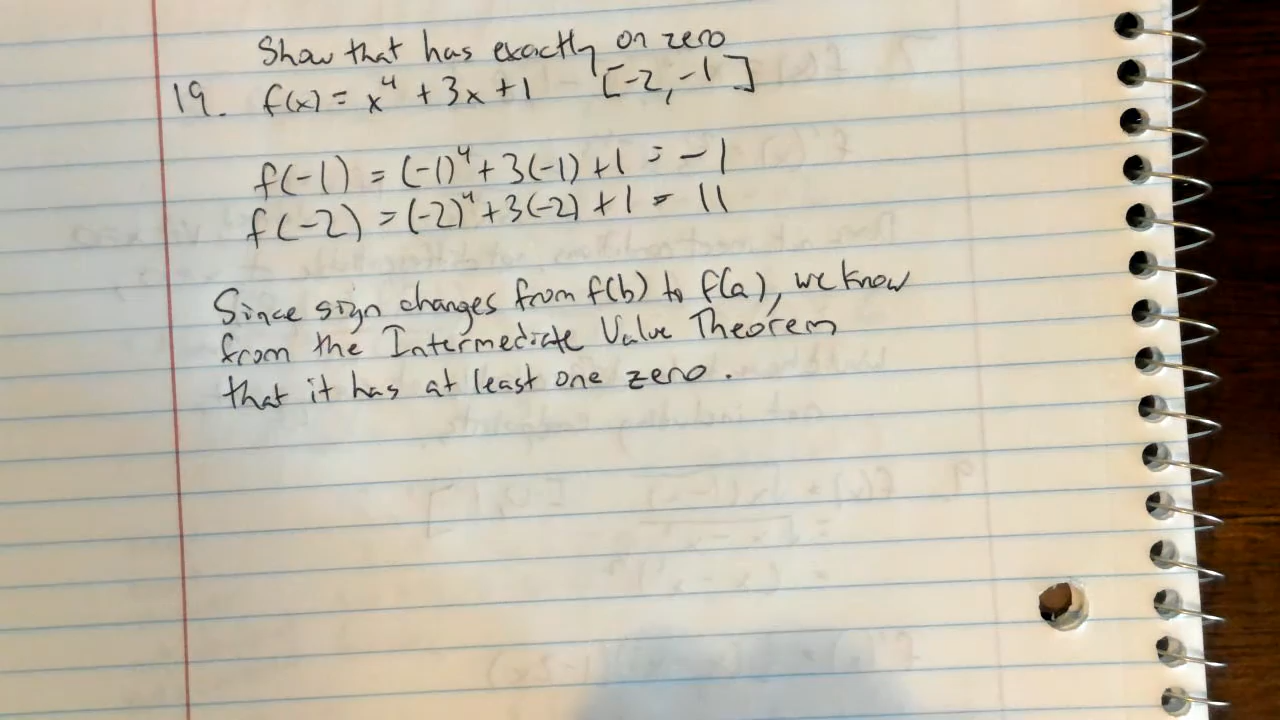 Show that has exactly on zero
19. f(x) = x⁴ + 3x + 1 [-2, -1]
f(-1) = (-1)⁴ + 3(-1) + 1 = -1
f(-2) = (-2)⁴ + 3(-2) + 1 = 11
Since sign changes from f(b) to f(a), we know
from the Intermediate Value Theorem
that it has at least one zero.